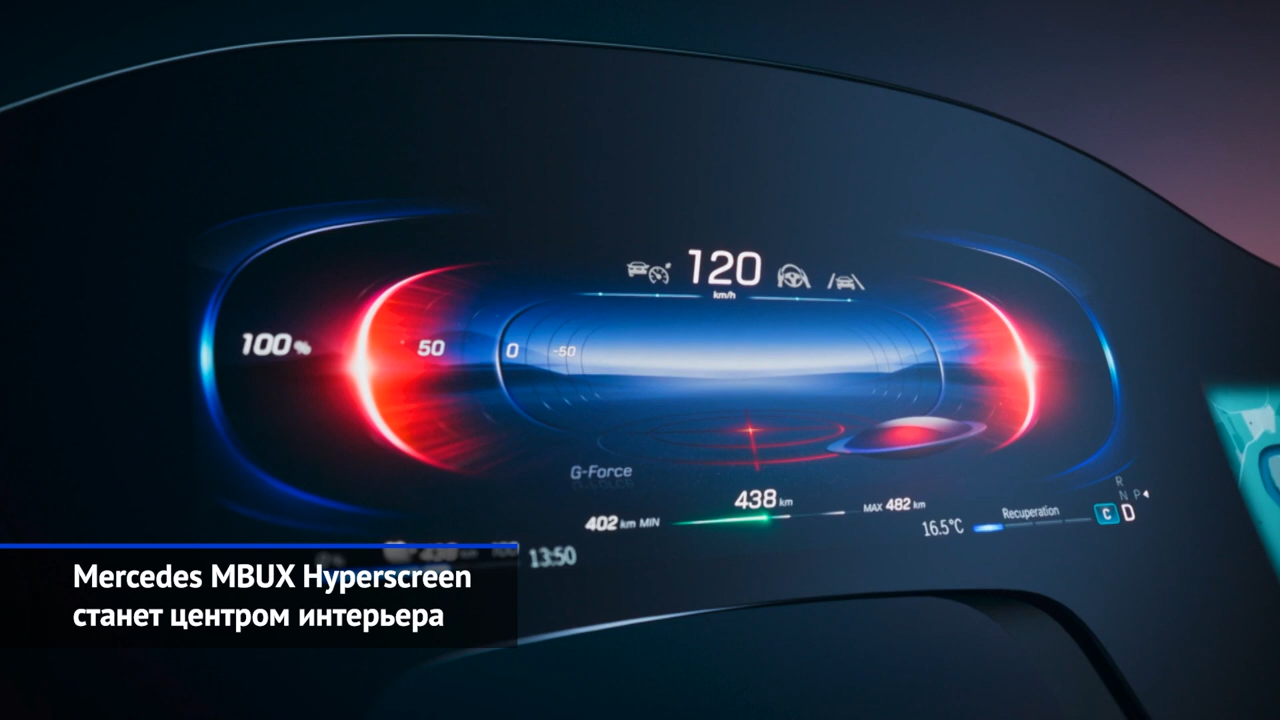 120
km/h
100 %
50
0
-50
G-Force
438 km
402 km MIN
MAX 482 km
16.5°C
Recuperation
C
R
N P
D
13:50
Mercedes MBUX Hyperscreen
станет центром интерьера